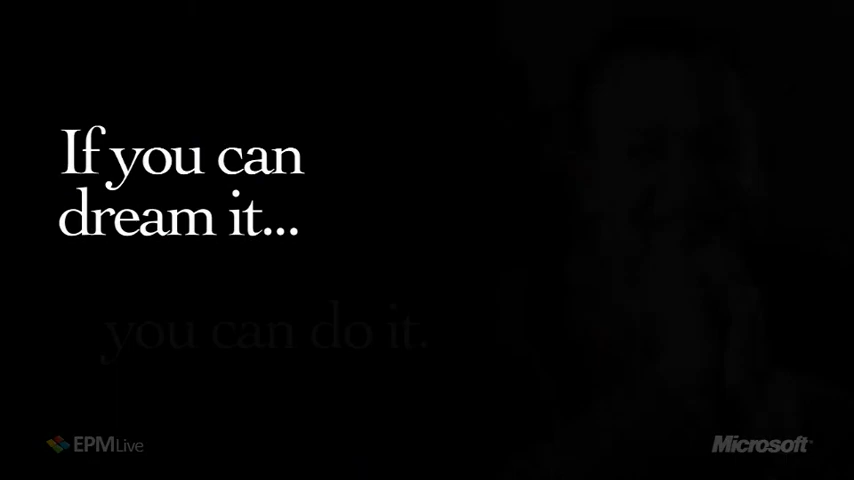 If you can
dream it...
you can do it.
EPMLive
Microsoft